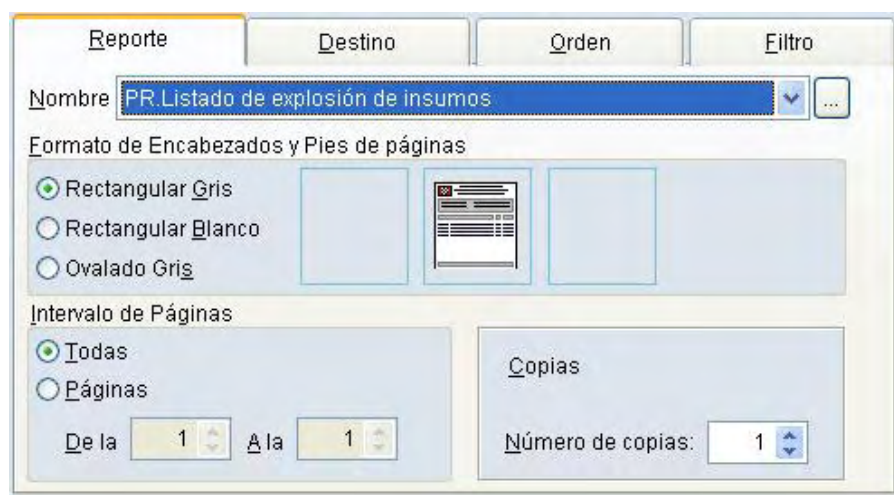 Reporte Destino Orden Filtro
Nombre PR.Listado de explosión de insumos ...
Formato de Encabezados y Pies de páginas
Rectangular Gris
Rectangular Blanco
Ovalado Gris
Intervalo de Páginas
Todas
Páginas
De la 1 A la 1
Copias
Número de copias: 1